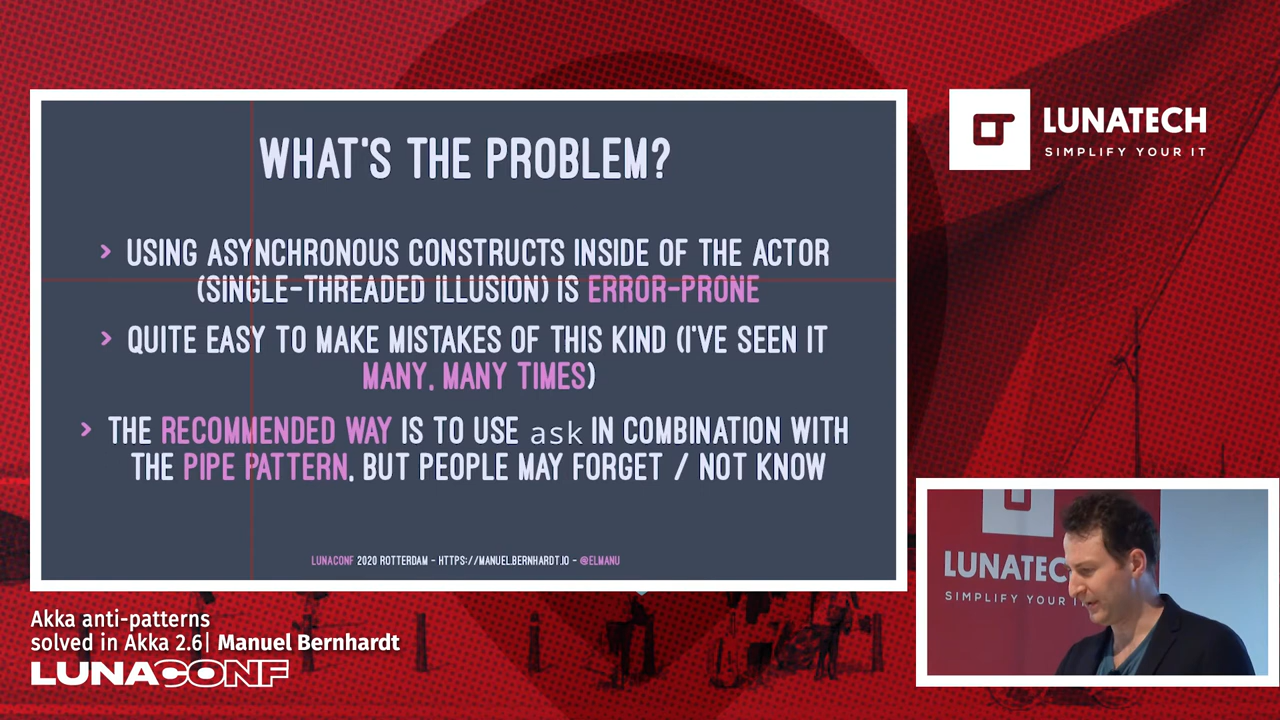 WHAT'S THE PROBLEM?
> USING ASYNCHRONOUS CONSTRUCTS INSIDE OF THE ACTOR
(SINGLE-THREADED ILLUSION) IS ERROR-PRONE
> QUITE EASY TO MAKE MISTAKES OF THIS KIND (I'VE SEEN IT
MANY, MANY TIMES)
> THE RECOMMENDED WAY IS TO USE ask IN COMBINATION WITH
THE PIPE PATTERN, BUT PEOPLE MAY FORGET / NOT KNOW
LUNACONF 2020 ROTTERDAM - HTTPS://MANUEL.BERNHARDT.IO - @ELMANU
LUNATECH
SIMPLIFY YOUR IT
LUNATEC
SIMPLIFY YOUR I
Akka anti-patterns
solved in Akka 2.6| Manuel Bernhardt
LUNACONF